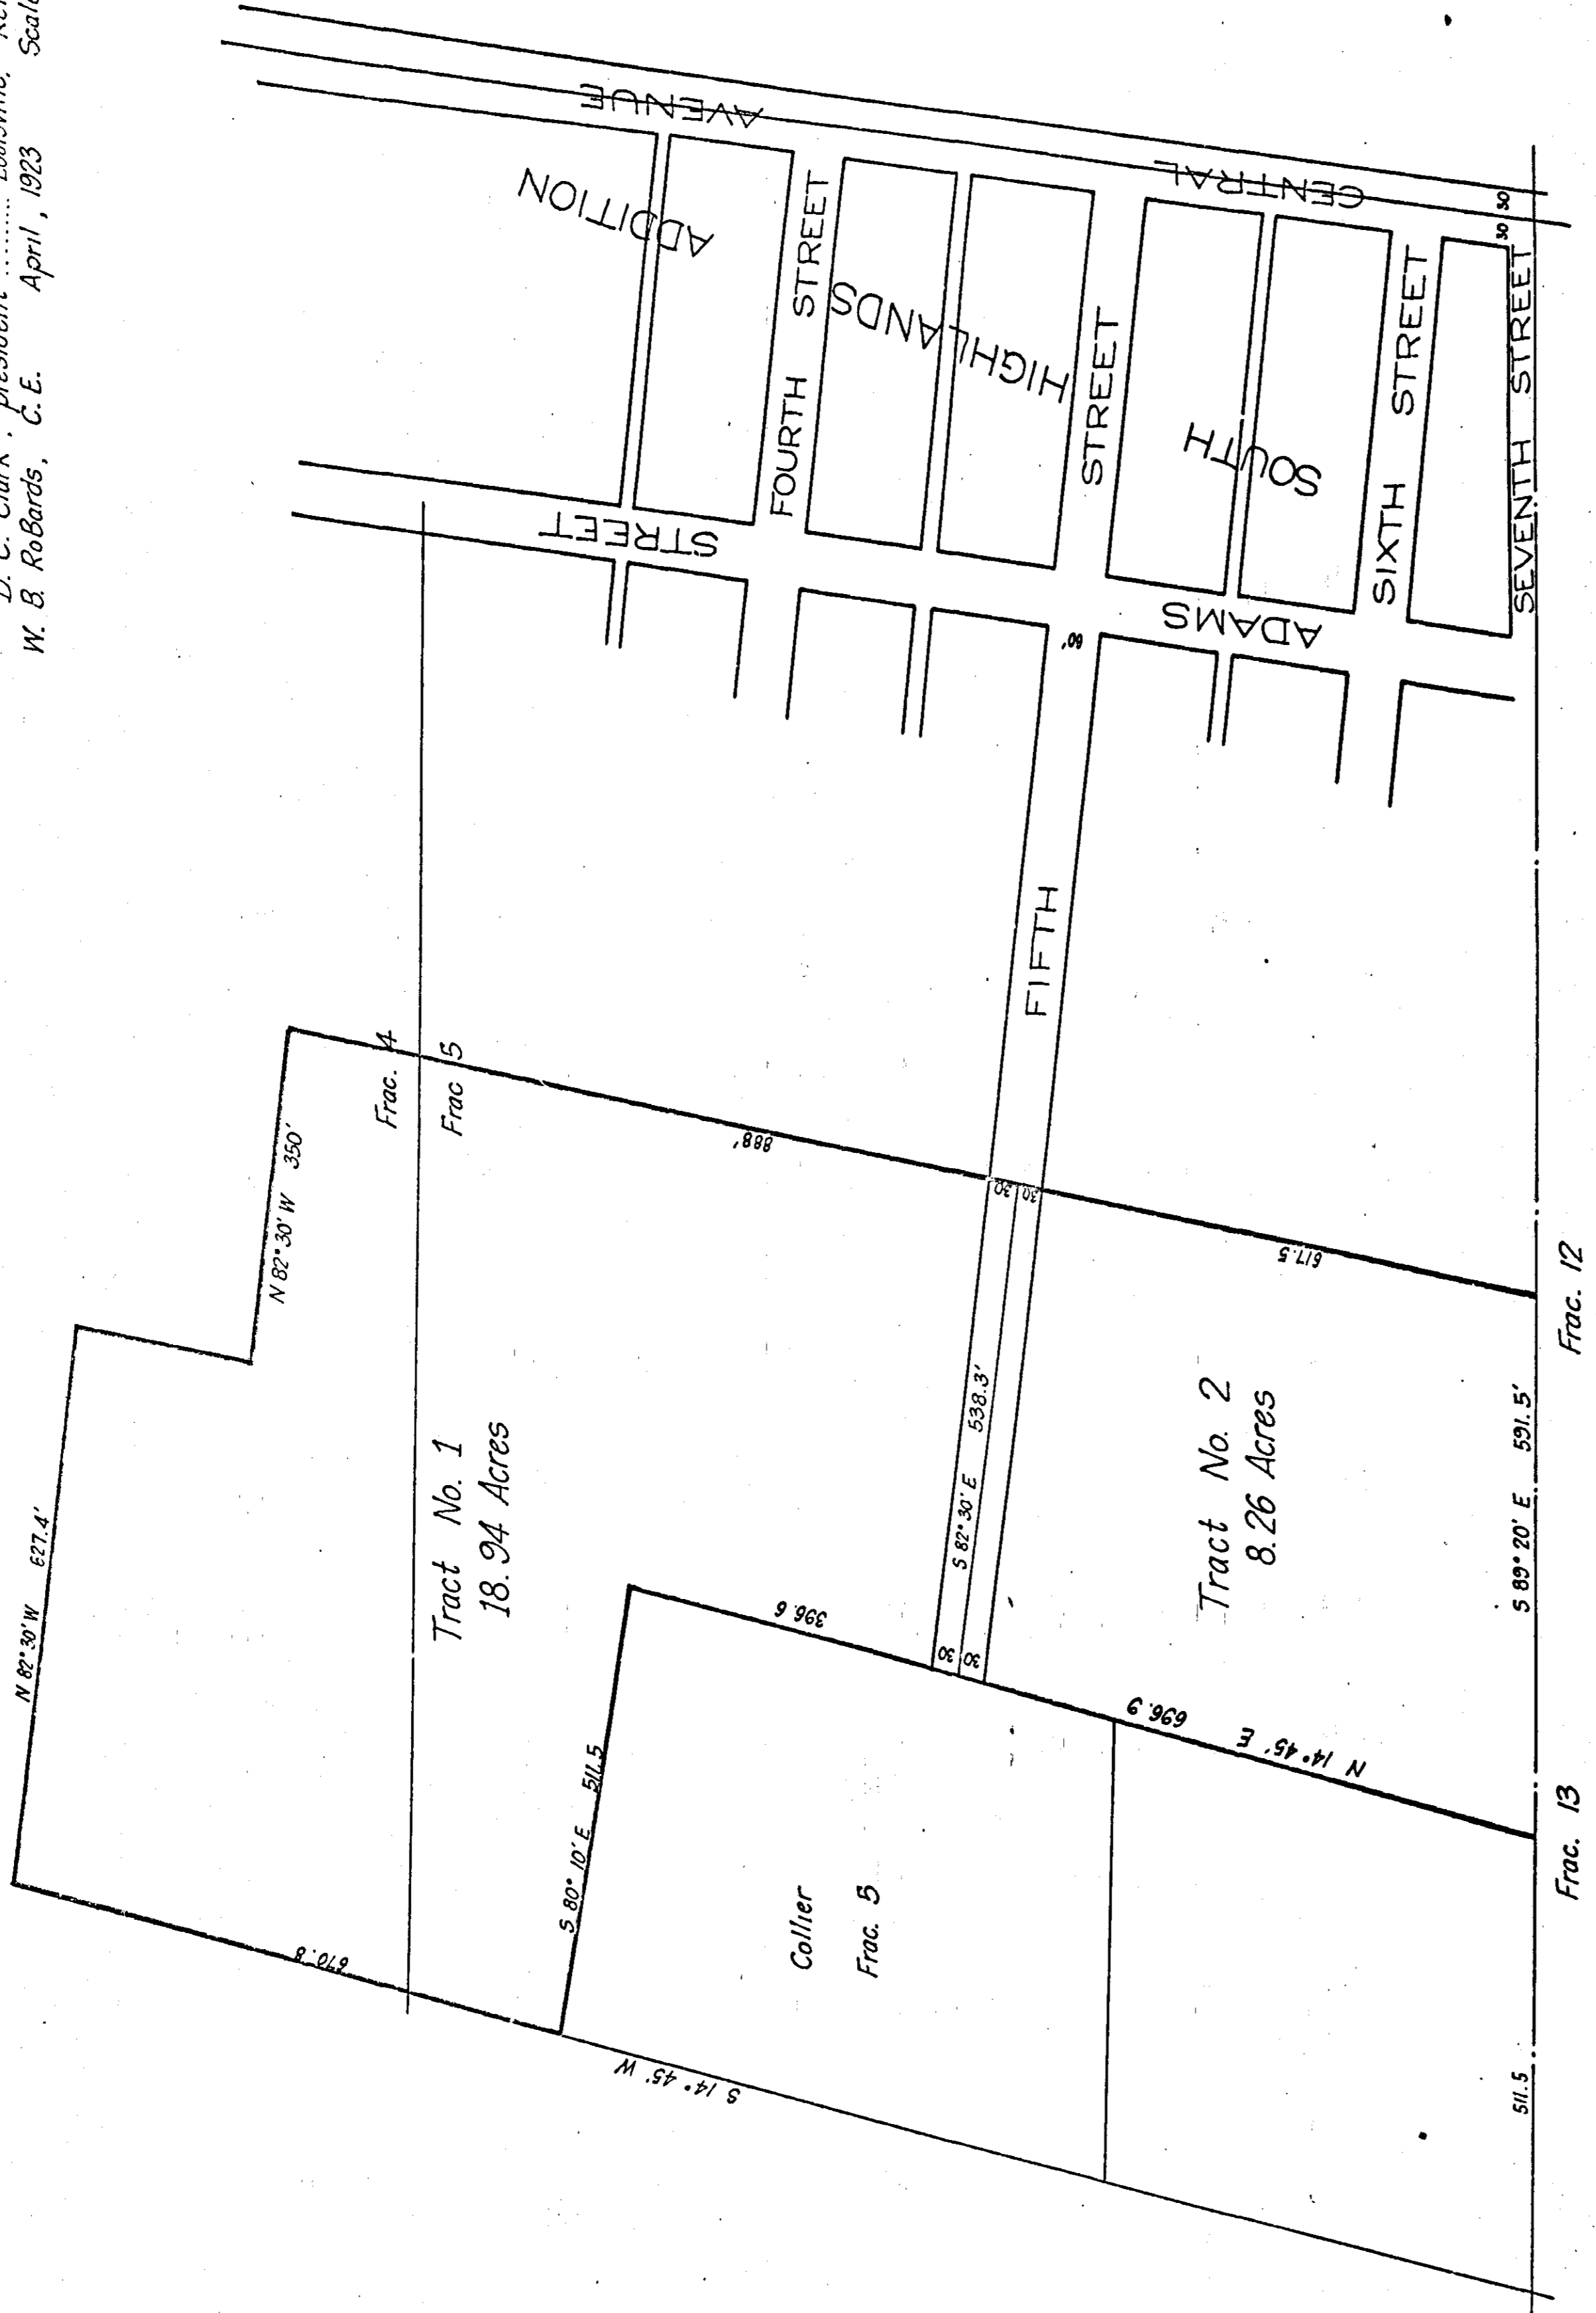 D. C. Clark, president ........ Louisville,
W. B. RoBards, C.E. April, 1923
N 82° 30' W 627.4'
N 82° 30' W 350'
Frac. 4
Frac 5
670.8
Tract No. 1
18.94 Acres
888'
S 80° 10' E 511.5
396.6
S 14° 45' W
Collier
Frac. 5
30
30
S 82° 30' E 538.3'
30
30
FIFTH STREET
60'
696.9
N 14° 45' E
Tract No. 2
8.26 Acres
617.5
511.5
S 89° 20' E 591.5'
Frac. 13
Frac. 12
ADAMS STREET
FOURTH STREET
SIXTH STREET
SEVENTH STREET
SOUTH HIGHLANDS ADDITION
CENTRAL AVENUE
30
30